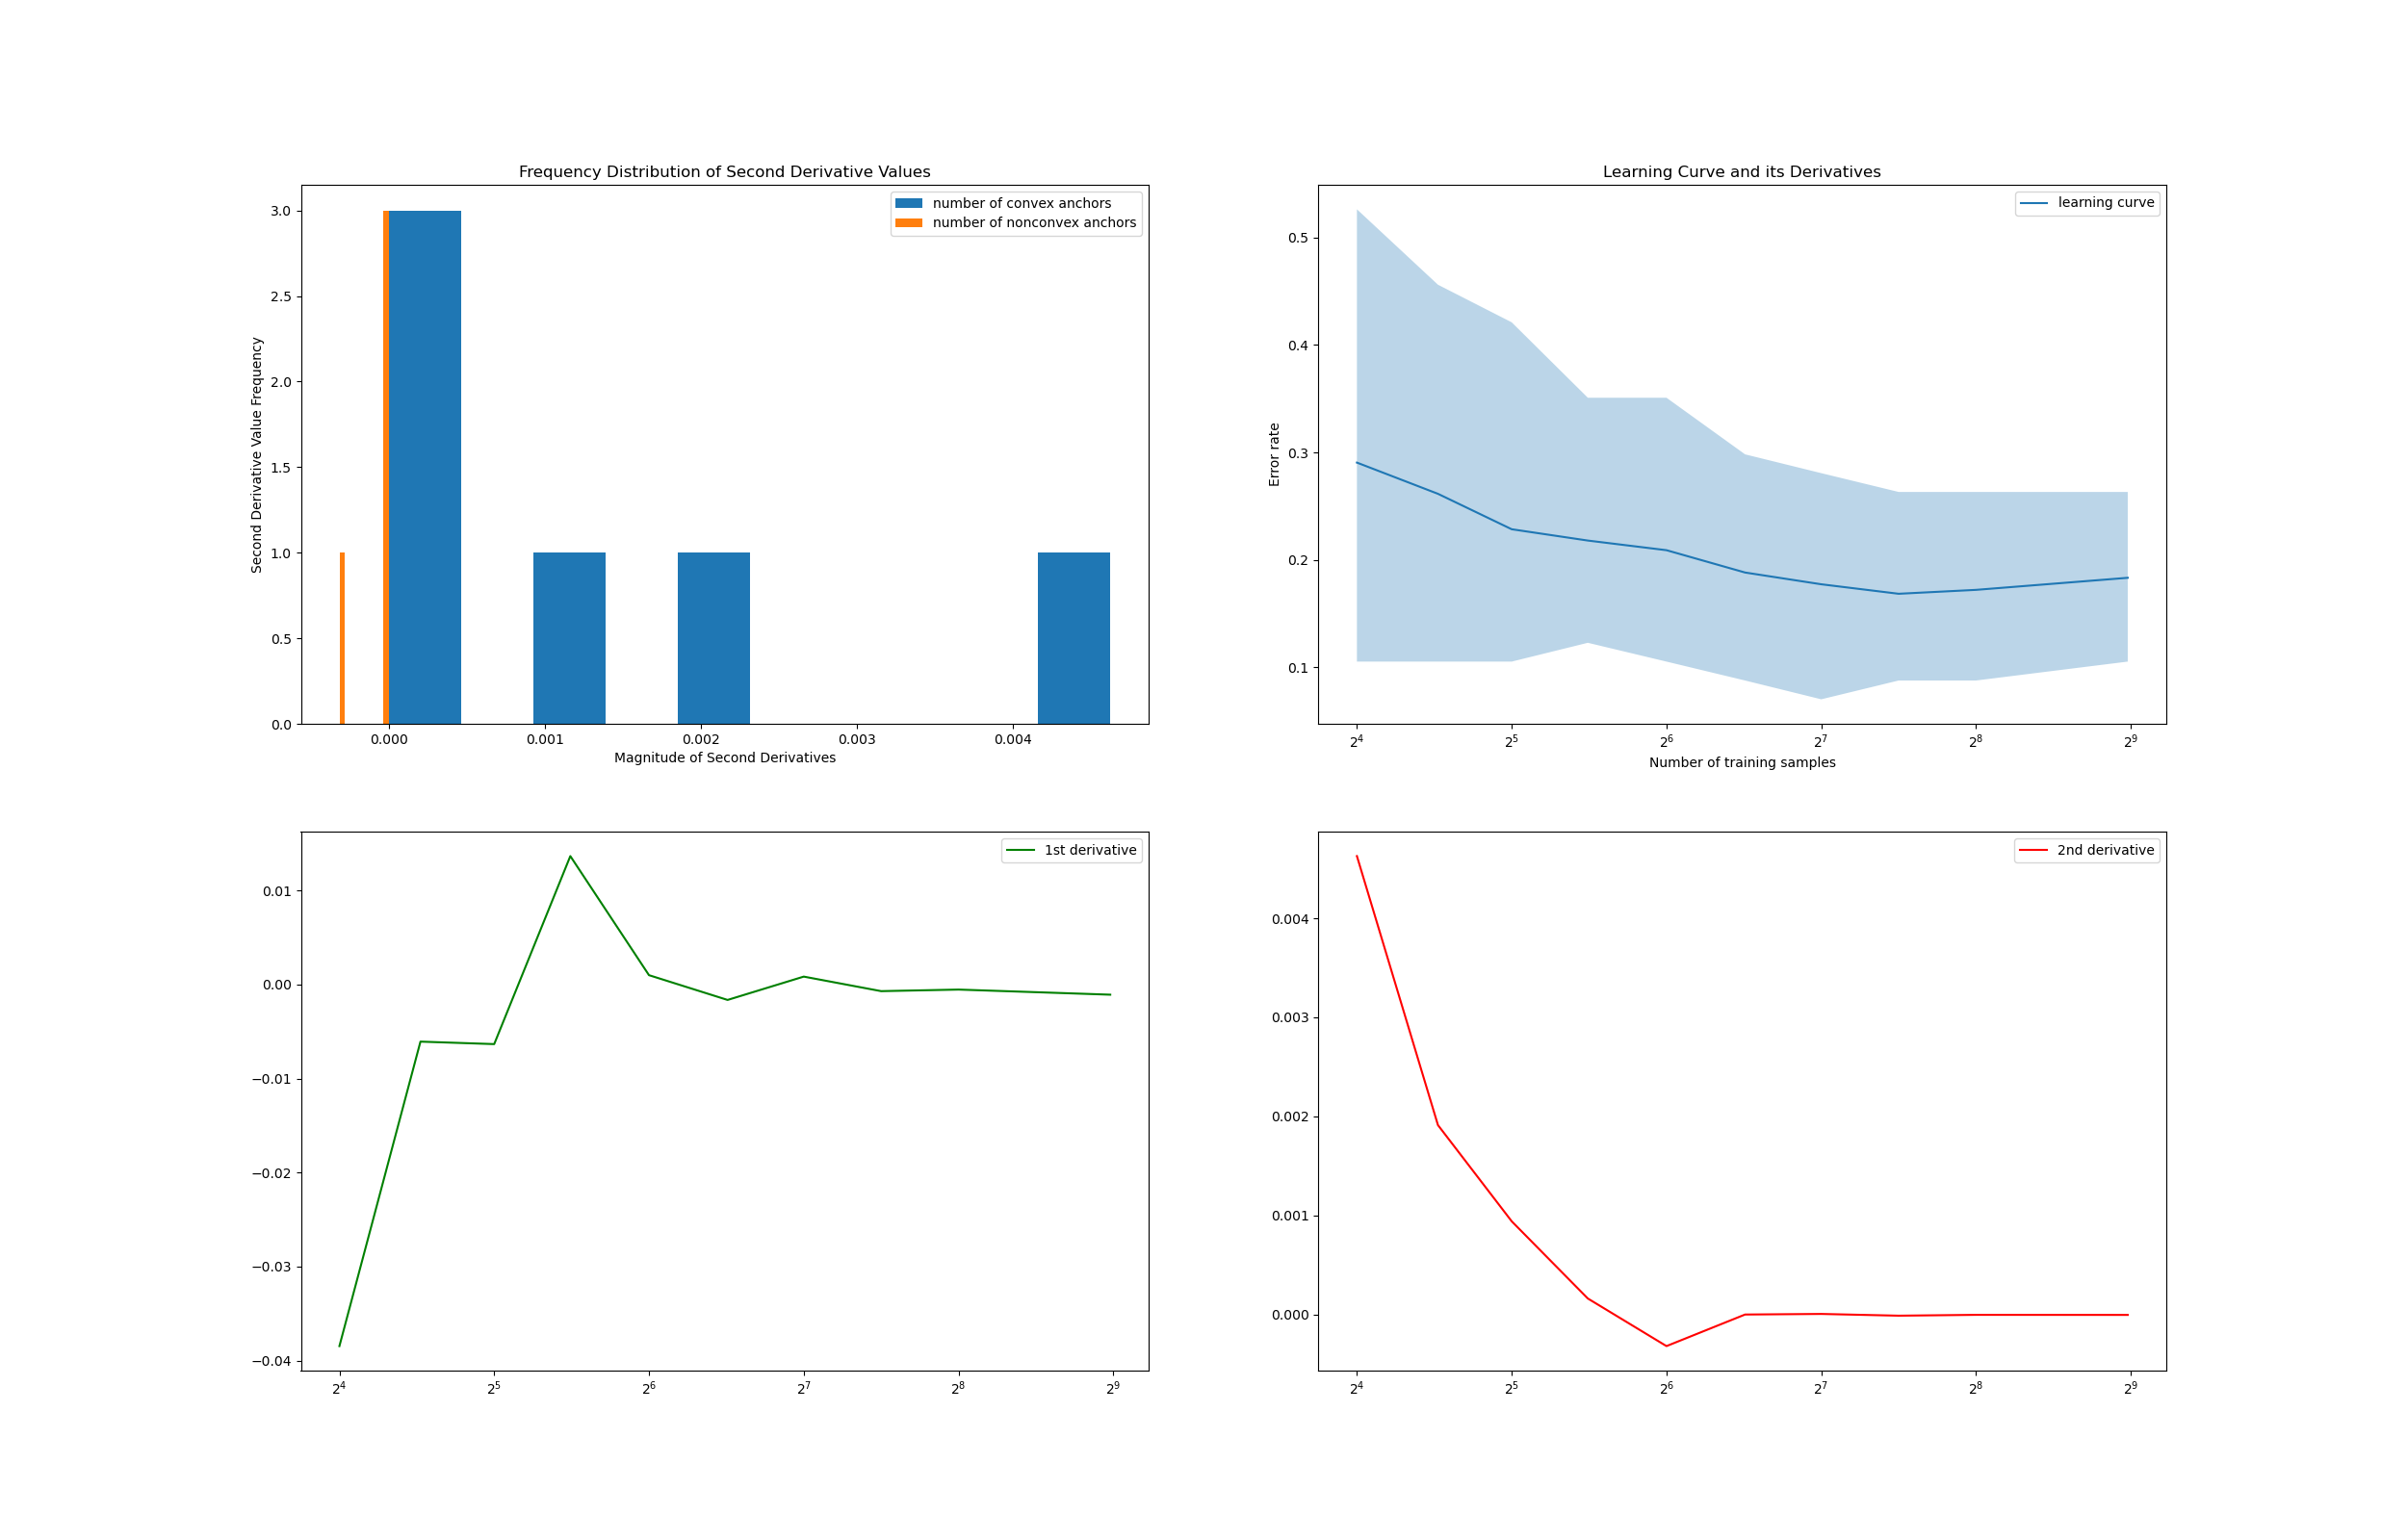 Frequency Distribution of Second Derivative Values
number of convex anchors
number of nonconvex anchors
3.0
2.5
2.0
1.5
1.0
0.5
0.0
Second Derivative Value Frequency
0.000 0.001 0.002 0.003 0.004
Magnitude of Second Derivatives
Learning Curve and its Derivatives
learning curve
0.5
0.4
0.3
0.2
0.1
Error rate
2⁴ 2⁵ 2⁶ 2⁷ 2⁸ 2⁹
Number of training samples
1st derivative
0.01
0.00
−0.01
−0.02
−0.03
−0.04
2⁴ 2⁵ 2⁶ 2⁷ 2⁸ 2⁹
2nd derivative
0.004
0.003
0.002
0.001
0.000
2⁴ 2⁵ 2⁶ 2⁷ 2⁸ 2⁹